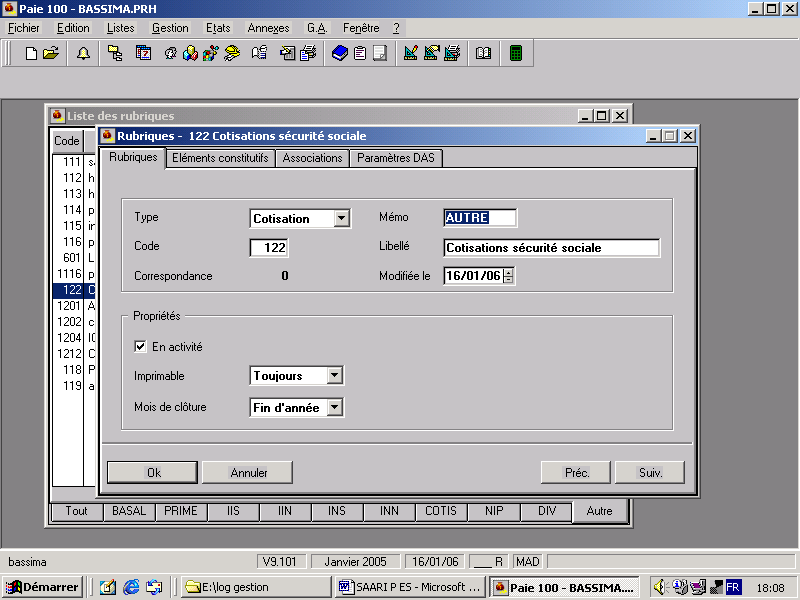 Paie 100 - BASSIMA.PRH
Fichier Edition Listes Gestion Etats Annexes G.A. Fenêtre ?
Liste des rubriques
Code
Rubriques - 122 Cotisations sécurité sociale
Rubriques Eléments constitutifs Associations Paramètres DAS
111 s
112 h
113 h
114 p
115 in
116 p
601 L
1116 p
122 C
1201 A
1202 c
1204 IC
1212 C
118 P
119 a
Type Cotisation Mémo AUTRE
Code 122 Libellé Cotisations sécurité sociale
Correspondance 0 Modifiée le 16/01/06
Propriétés
En activité
Imprimable Toujours
Mois de clôture Fin d'année
Ok Annuler Préc. Suiv.
Tout BASAL PRIME IIS IIN INS INN COTIS NIP DIV Autre
bassima V9.101 Janvier 2005 16/01/06 ___ R MAD
Démarrer E:\log gestion SAARI P ES - Microsoft ... Paie 100 - BASSIMA.... FR 18:08